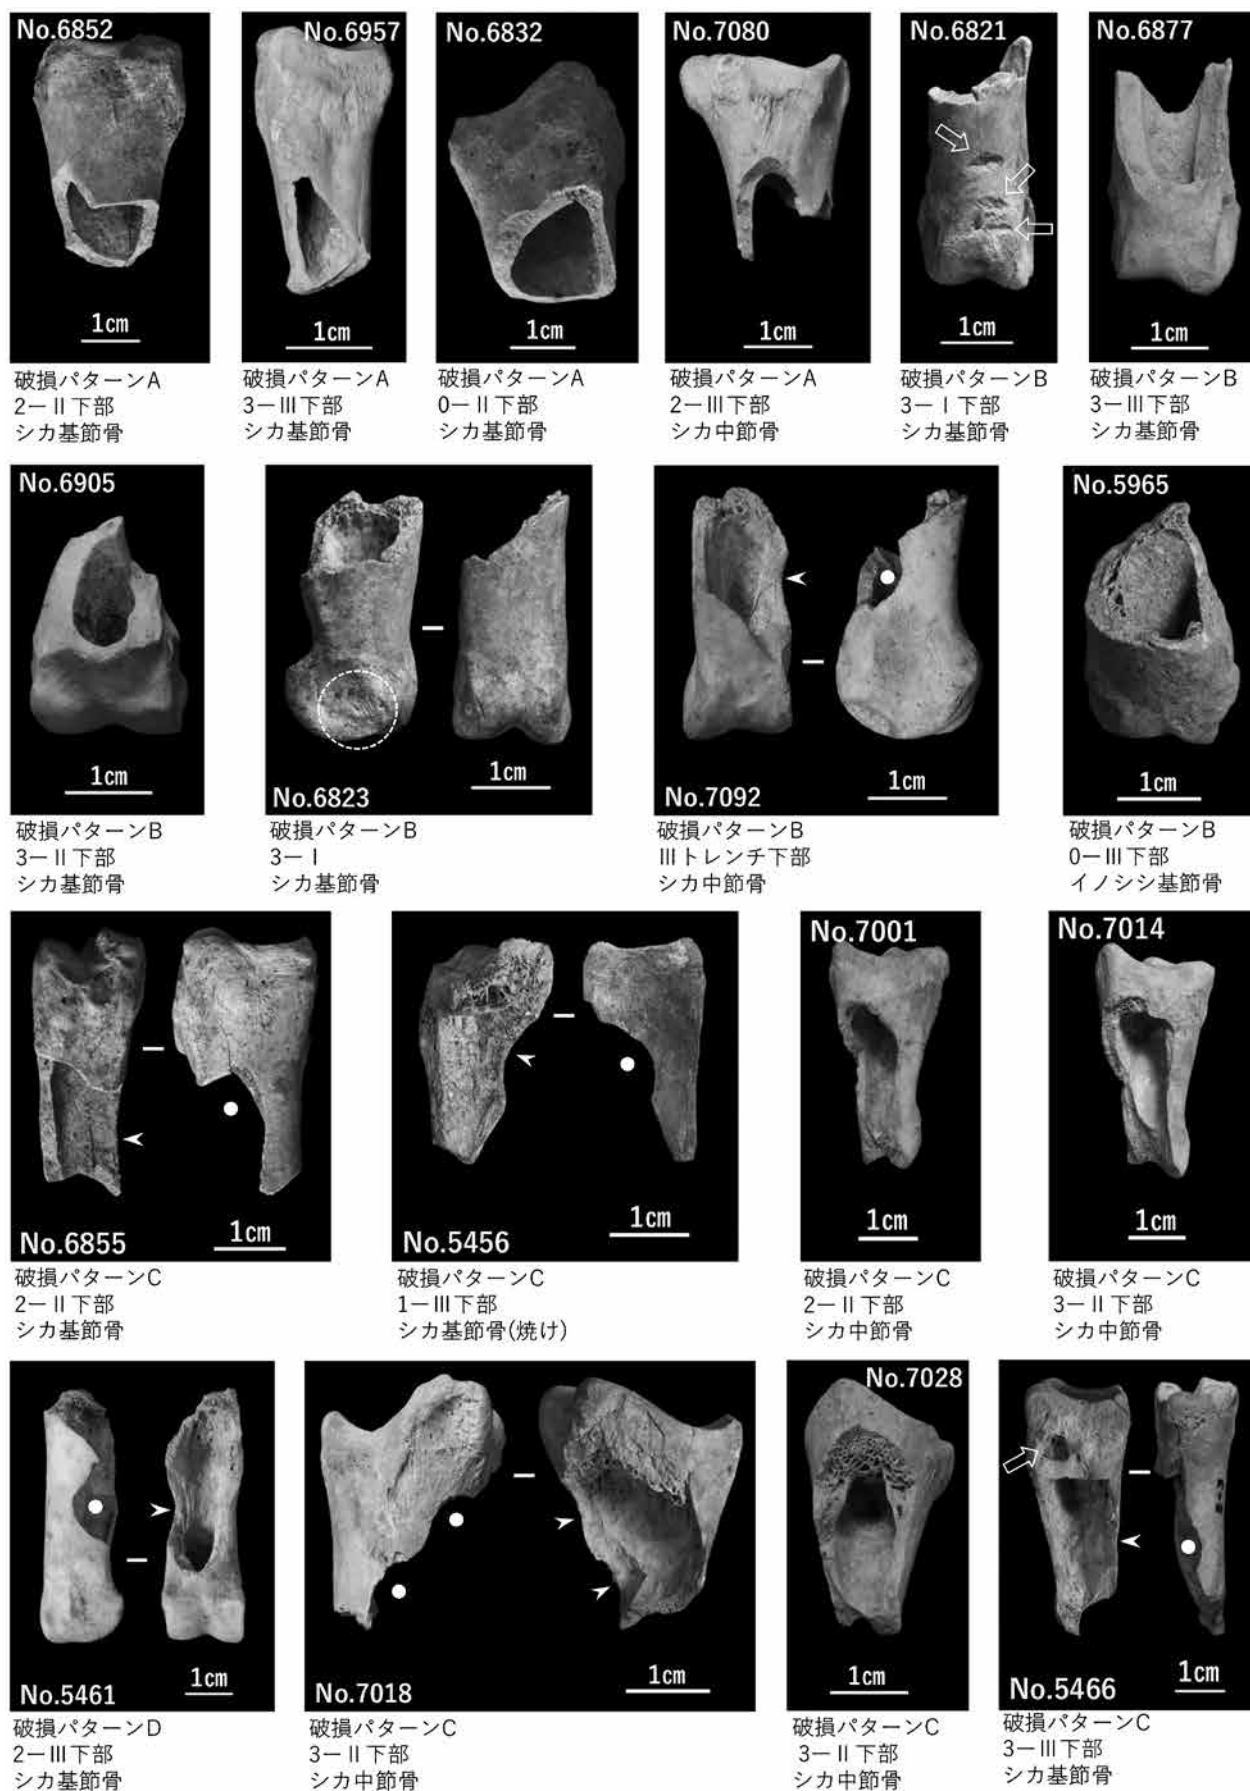 No.6852
1cm
破損パターンA
2ーII下部
シカ基節骨
No.6957
1cm
破損パターンA
3ーIII下部
シカ基節骨
No.6832
1cm
破損パターンA
0ーII下部
シカ基節骨
No.7080
1cm
破損パターンA
2ーIII下部
シカ中節骨
No.6821
1cm
破損パターンB
3ーI下部
シカ基節骨
No.6877
1cm
破損パターンB
3ーIII下部
シカ基節骨
No.6905
1cm
破損パターンB
3ーII下部
シカ基節骨
1cm
No.6823
破損パターンB
3ーI
シカ基節骨
1cm
No.7092
破損パターンB
IIIトレンチ下部
シカ中節骨
No.5965
1cm
破損パターンB
0ーIII下部
イノシシ基節骨
1cm
No.6855
破損パターンC
2ーII下部
シカ基節骨
1cm
No.5456
破損パターンC
1ーIII下部
シカ基節骨(焼け)
No.7001
1cm
破損パターンC
2ーII下部
シカ中節骨
No.7014
1cm
破損パターンC
3ーII下部
シカ中節骨
1cm
No.5461
破損パターンD
2ーIII下部
シカ基節骨
1cm
No.7018
破損パターンC
3ーII下部
シカ中節骨
No.7028
1cm
破損パターンC
3ーII下部
シカ中節骨
1cm
No.5466
破損パターンC
3ーIII下部
シカ基節骨